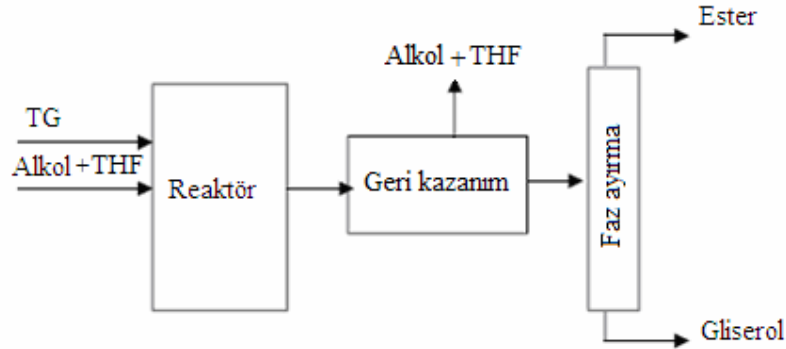 Ester
Alkol + THF
TG
Alkol + THF
Reaktör
Geri kazanım
Faz ayırma
Gliserol